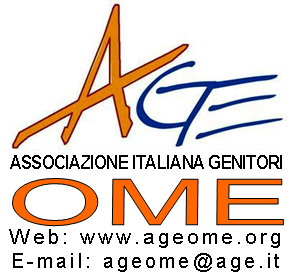 AGE
ASSOCIAZIONE ITALIANA GENITORI
OME
Web: www.ageome.org
E-mail: ageome@age.it